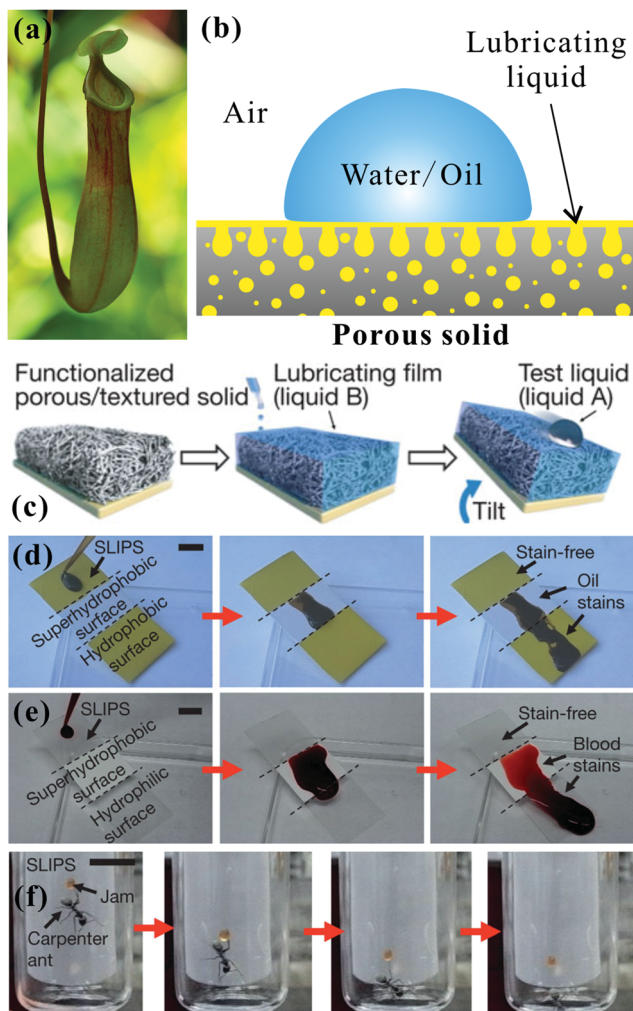 (a)
(b)
Lubricating
liquid
Air
Water/Oil
Porous solid
Functionalized
porous/textured solid
Lubricating film
(liquid B)
Test liquid
(liquid A)
Tilt
(c)
(d)
SLIPS
Superhydrophobic
surface
Hydrophobic
surface
Stain-free
Oil
stains
(e)
SLIPS
Superhydrophobic
surface
Hydrophilic
surface
Stain-free
Blood
stains
(f)
SLIPS
Jam
Carpenter
ant